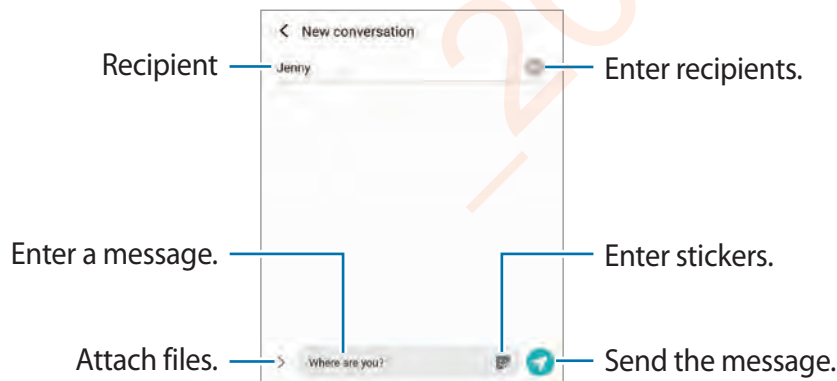 New conversation
Recipient
Jenny
Enter recipients.
Enter a message.
Enter stickers.
Attach files.
Where are you?
Send the message.